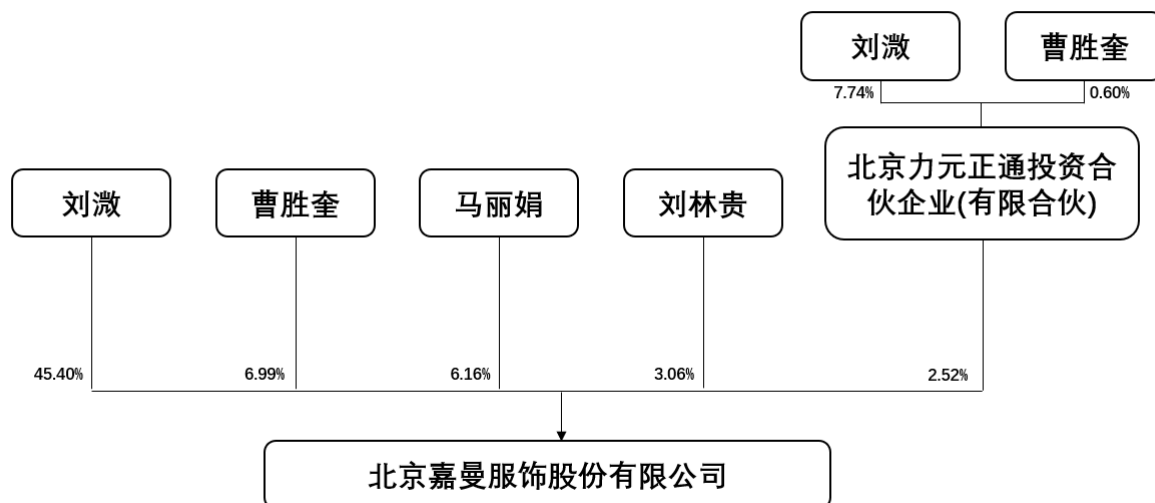 刘溦
曹胜奎
7.74%
0.60%
北京力元正通投资合
伙企业(有限合伙)
刘溦
曹胜奎
马丽娟
刘林贵
45.40%
6.99%
6.16%
3.06%
2.52%
北京嘉曼服饰股份有限公司